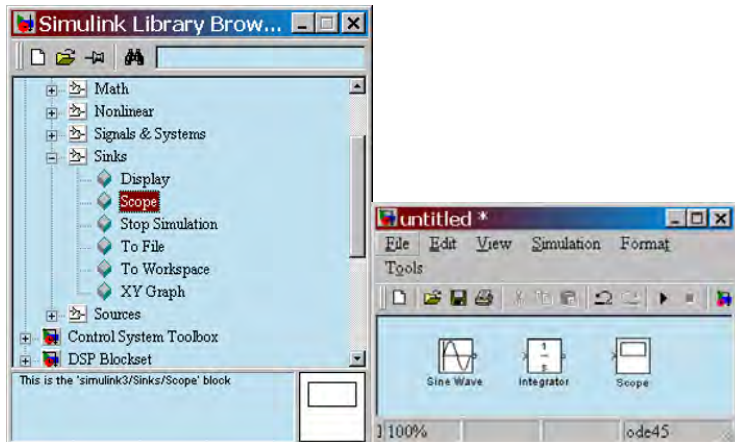 Simulink Library Brow...
Math
Nonlinear
Signals & Systems
Sinks
Display
Scope
Stop Simulation
To File
To Workspace
XY Graph
Sources
Control System Toolbox
DSP Blockset
This is the 'simulink3/Sinks/Scope' block
untitled *
File Edit View Simulation Format
Tools
1
s
Sine Wave Integrator Scope
100% ode45